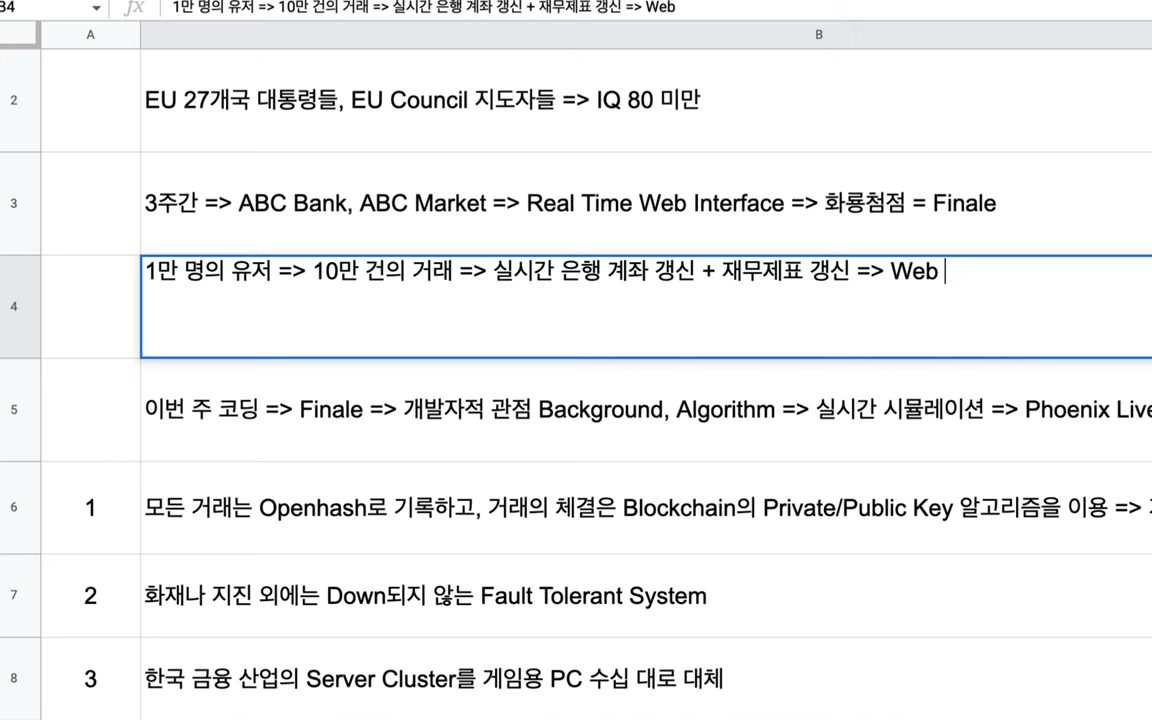 B4 fx 1만 명의 유저 => 10만 건의 거래 => 실시간 은행 계좌 갱신 + 재무제표 갱신 => Web
A B
2 EU 27개국 대통령들, EU Council 지도자들 => IQ 80 미만
3 3주간 => ABC Bank, ABC Market => Real Time Web Interface => 화룡첨점 = Finale
4 1만 명의 유저 => 10만 건의 거래 => 실시간 은행 계좌 갱신 + 재무제표 갱신 => Web
5 이번 주 코딩 => Finale => 개발자적 관점 Background, Algorithm => 실시간 시뮬레이션 => Phoenix Live
6 1 모든 거래는 Openhash로 기록하고, 거래의 체결은 Blockchain의 Private/Public Key 알고리즘을 이용 =>
7 2 화재나 지진 외에는 Down되지 않는 Fault Tolerant System
8 3 한국 금융 산업의 Server Cluster를 게임용 PC 수십 대로 대체